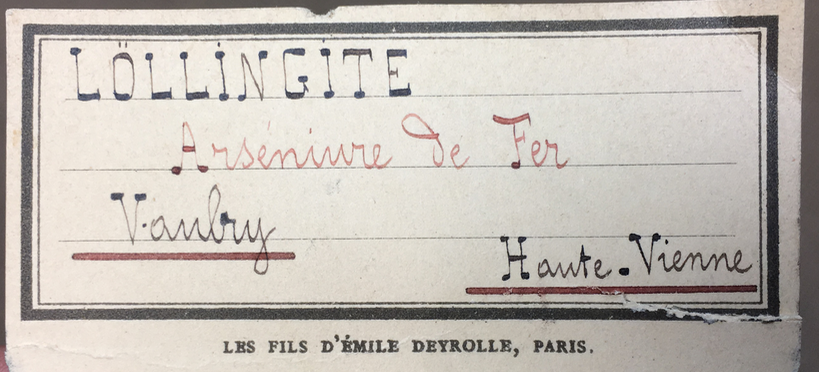 LÖLLINGITE
Arséniure de Fer
Vaulry
Haute-Vienne
LES FILS D'ÉMILE DEYROLLE, PARIS.